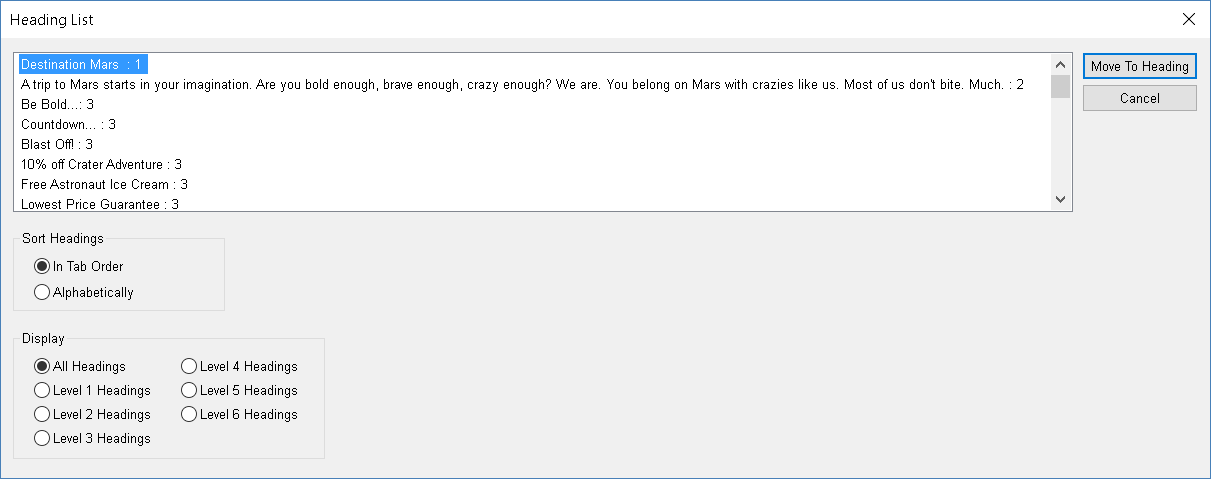 Heading List
Destination Mars : 1
A trip to Mars starts in your imagination. Are you bold enough, brave enough, crazy enough? We are. You belong on Mars with crazies like us. Most of us don't bite. Much. : 2
Be Bold...: 3
Countdown... : 3
Blast Off! : 3
10% off Crater Adventure : 3
Free Astronaut Ice Cream : 3
Lowest Price Guarantee : 3
Move To Heading
Cancel
Sort Headings
In Tab Order
Alphabetically
Display
All Headings
Level 1 Headings
Level 2 Headings
Level 3 Headings
Level 4 Headings
Level 5 Headings
Level 6 Headings